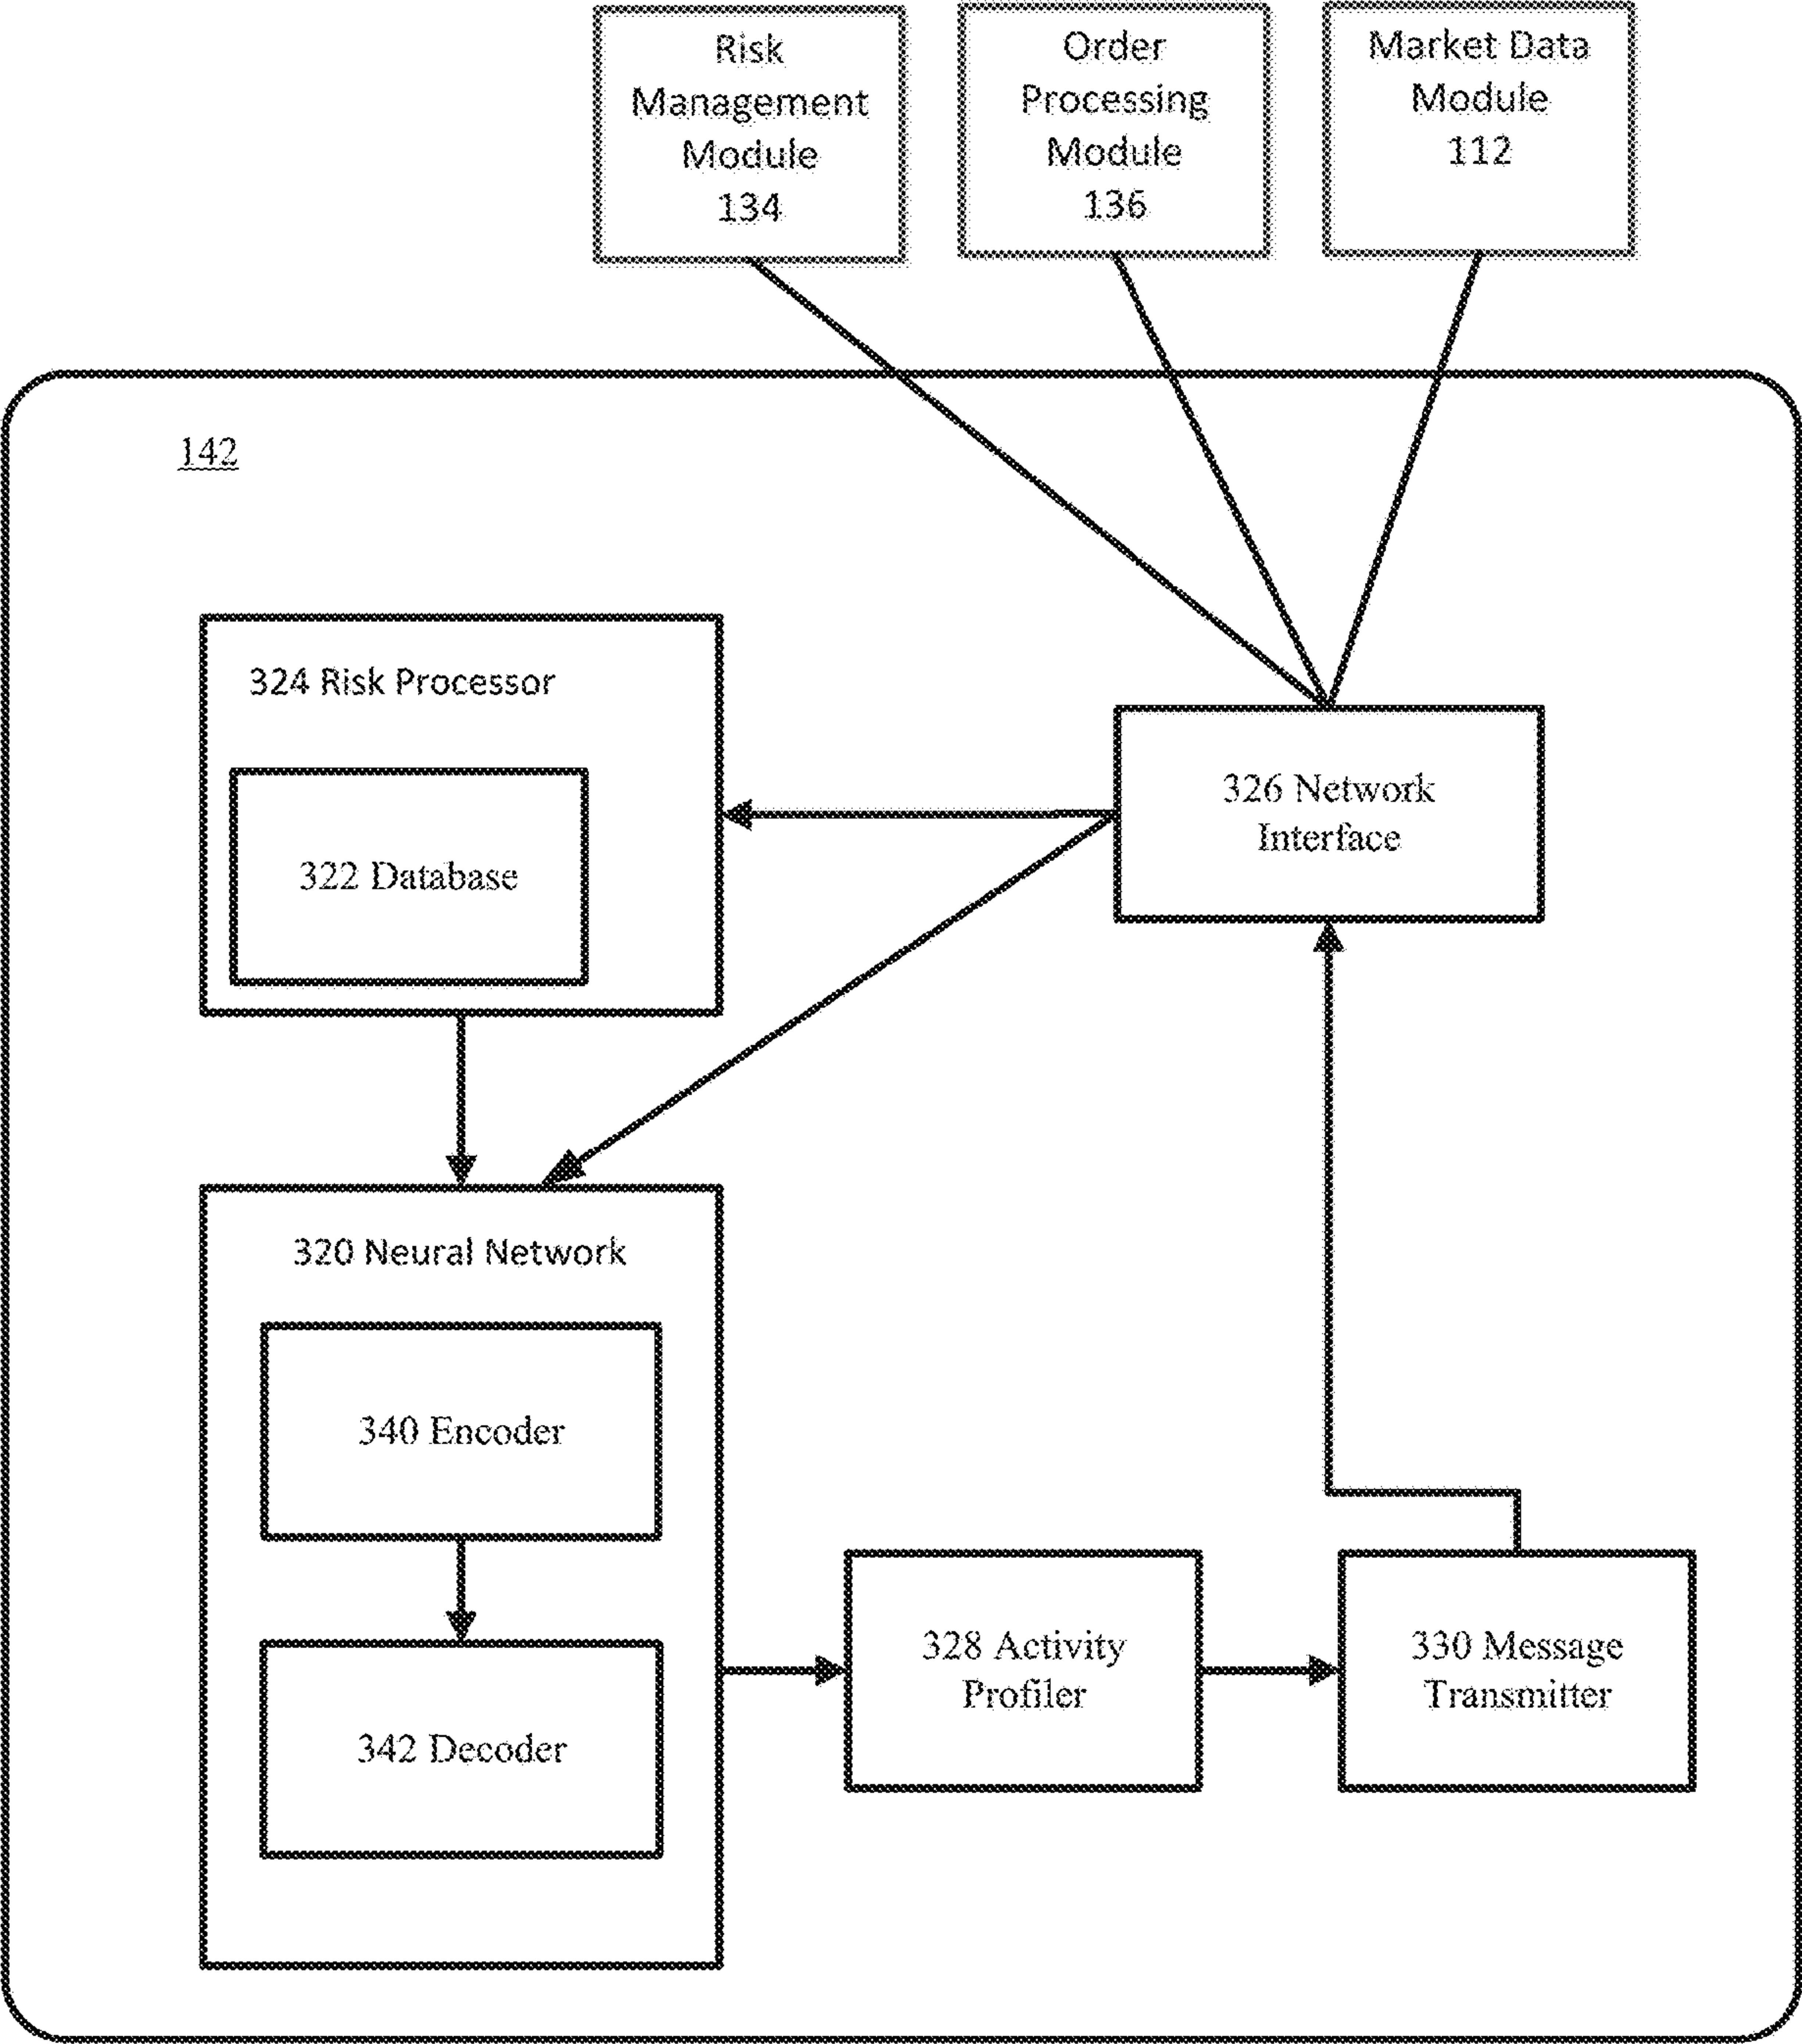 Risk
Management
Module
134
Order
Processing
Module
136
Market Data
Module
112
142
324 Risk Processor
322 Database
326 Network
Interface
320 Neural Network
340 Encoder
342 Decoder
328 Activity
Profiler
330 Message
Transmitter